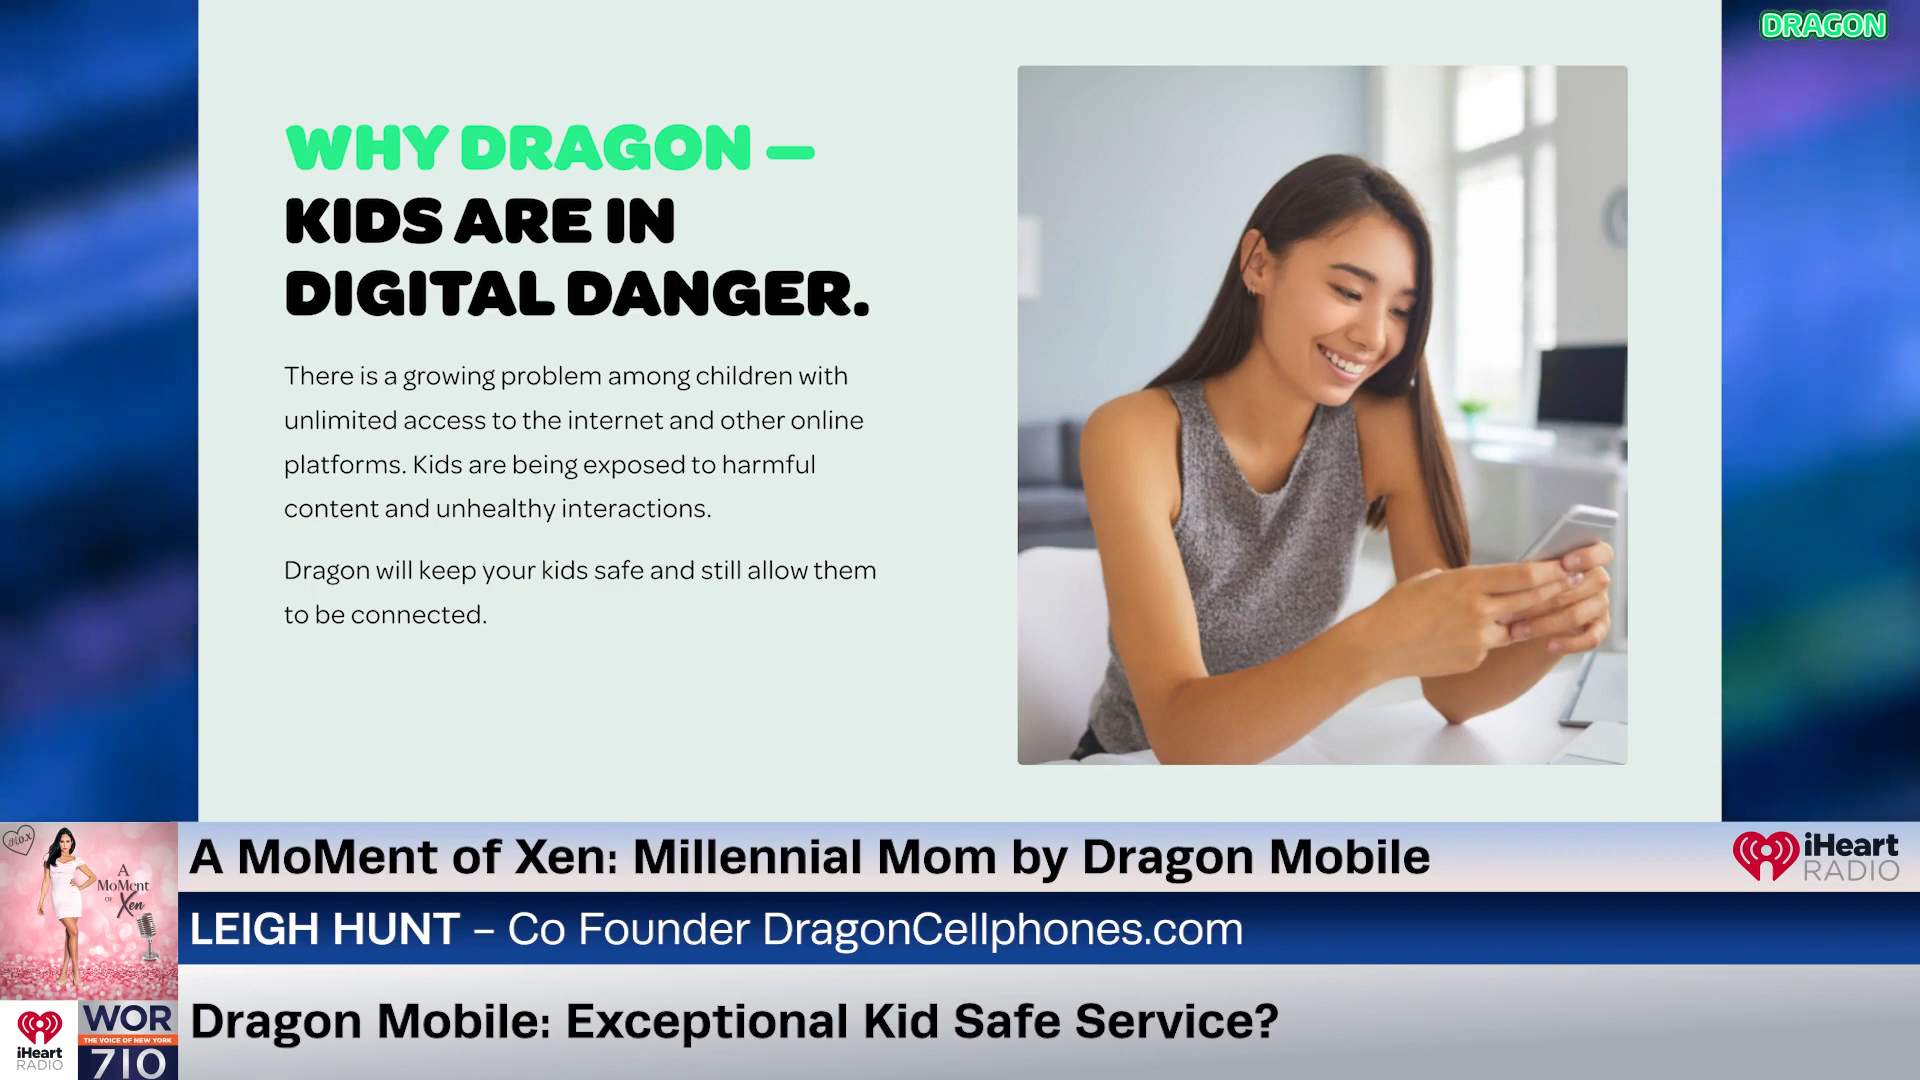 DRAGON
WHY DRAGON –
KIDS ARE IN
DIGITAL DANGER.
There is a growing problem among children with
unlimited access to the internet and other online
platforms. Kids are being exposed to harmful
content and unhealthy interactions.
Dragon will keep your kids safe and still allow them
to be connected.
A MoMent of Xen: Millennial Mom by Dragon Mobile
iHeart
RADIO
LEIGH HUNT – Co Founder DragonCellphones.com
Dragon Mobile: Exceptional Kid Safe Service?
A
MoMent
OF Xen
iHeart
RADIO
WOR
THE VOICE OF NEW YORK
710